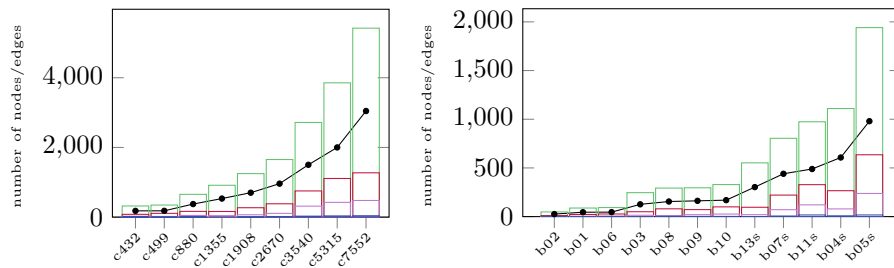 number of nodes/edges
4,000
2,000
0
c432
c499
c880
c1355
c1908
c2670
c3540
c5315
c7552
number of nodes/edges
2,000
1,500
1,000
500
0
b02
b01
b06
b03
b08
b09
b10
b13s
b07s
b11s
b04s
b05s